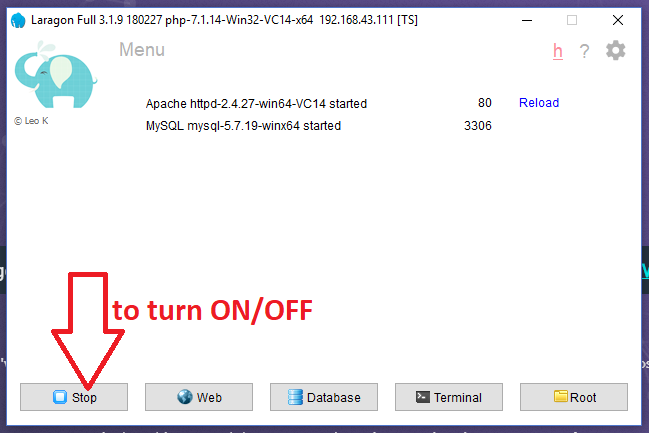 Laragon Full 3.1.9 180227 php-7.1.14-Win32-VC14-x64 192.168.43.111 [TS]
Menu
h ?
Apache httpd-2.4.27-win64-VC14 started 80 Reload
MySQL mysql-5.7.19-winx64 started 3306
© Leo K
to turn ON/OFF
Stop Web Database Terminal Root